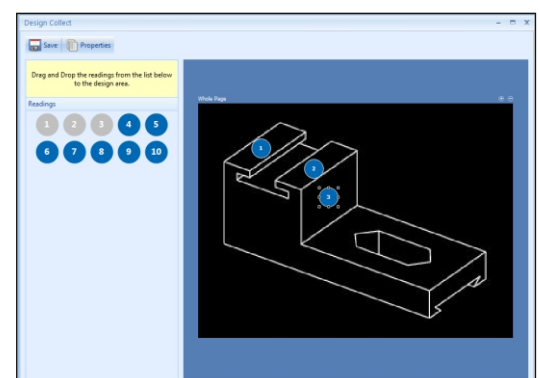 Design Collect
Save Properties
Drag and Drop the readings from the list below
to the design area.
Readings
1 2 3 4 5
6 7 8 9 10
Whole Page
1
2
3